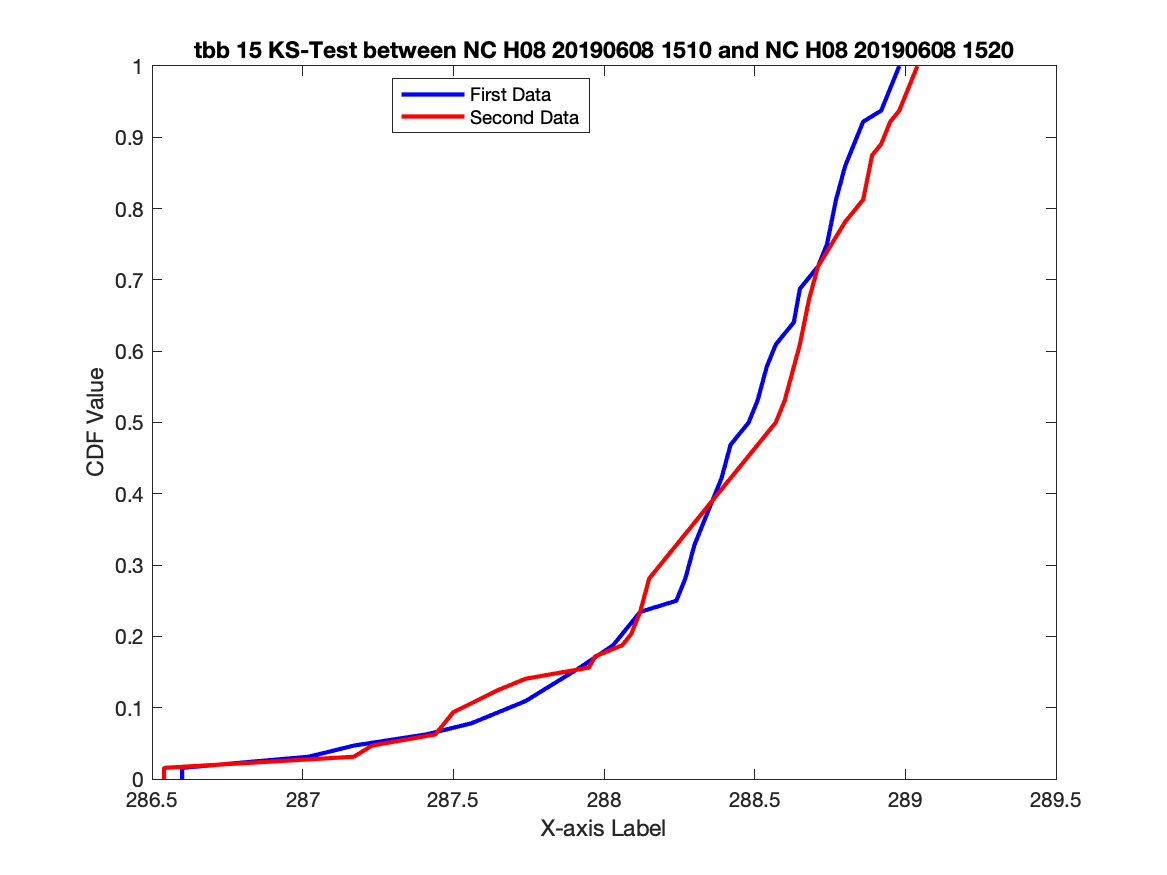 tbb 15 KS-Test between NC H08 20190608 1510 and NC H08 20190608 1520
First Data
Second Data
1
0.9
0.8
0.7
0.6
0.5
0.4
0.3
0.2
0.1
0
CDF Value
286.5 287 287.5 288 288.5 289 289.5
X-axis Label